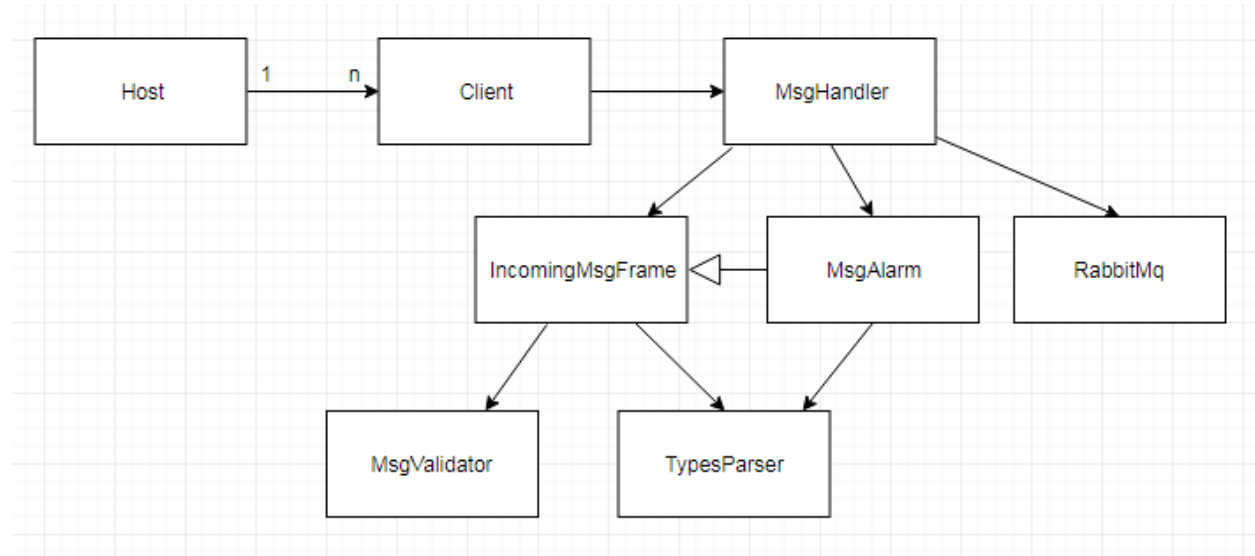 Host
1
n
Client
MsgHandler
IncomingMsgFrame
MsgAlarm
RabbitMq
MsgValidator
TypesParser